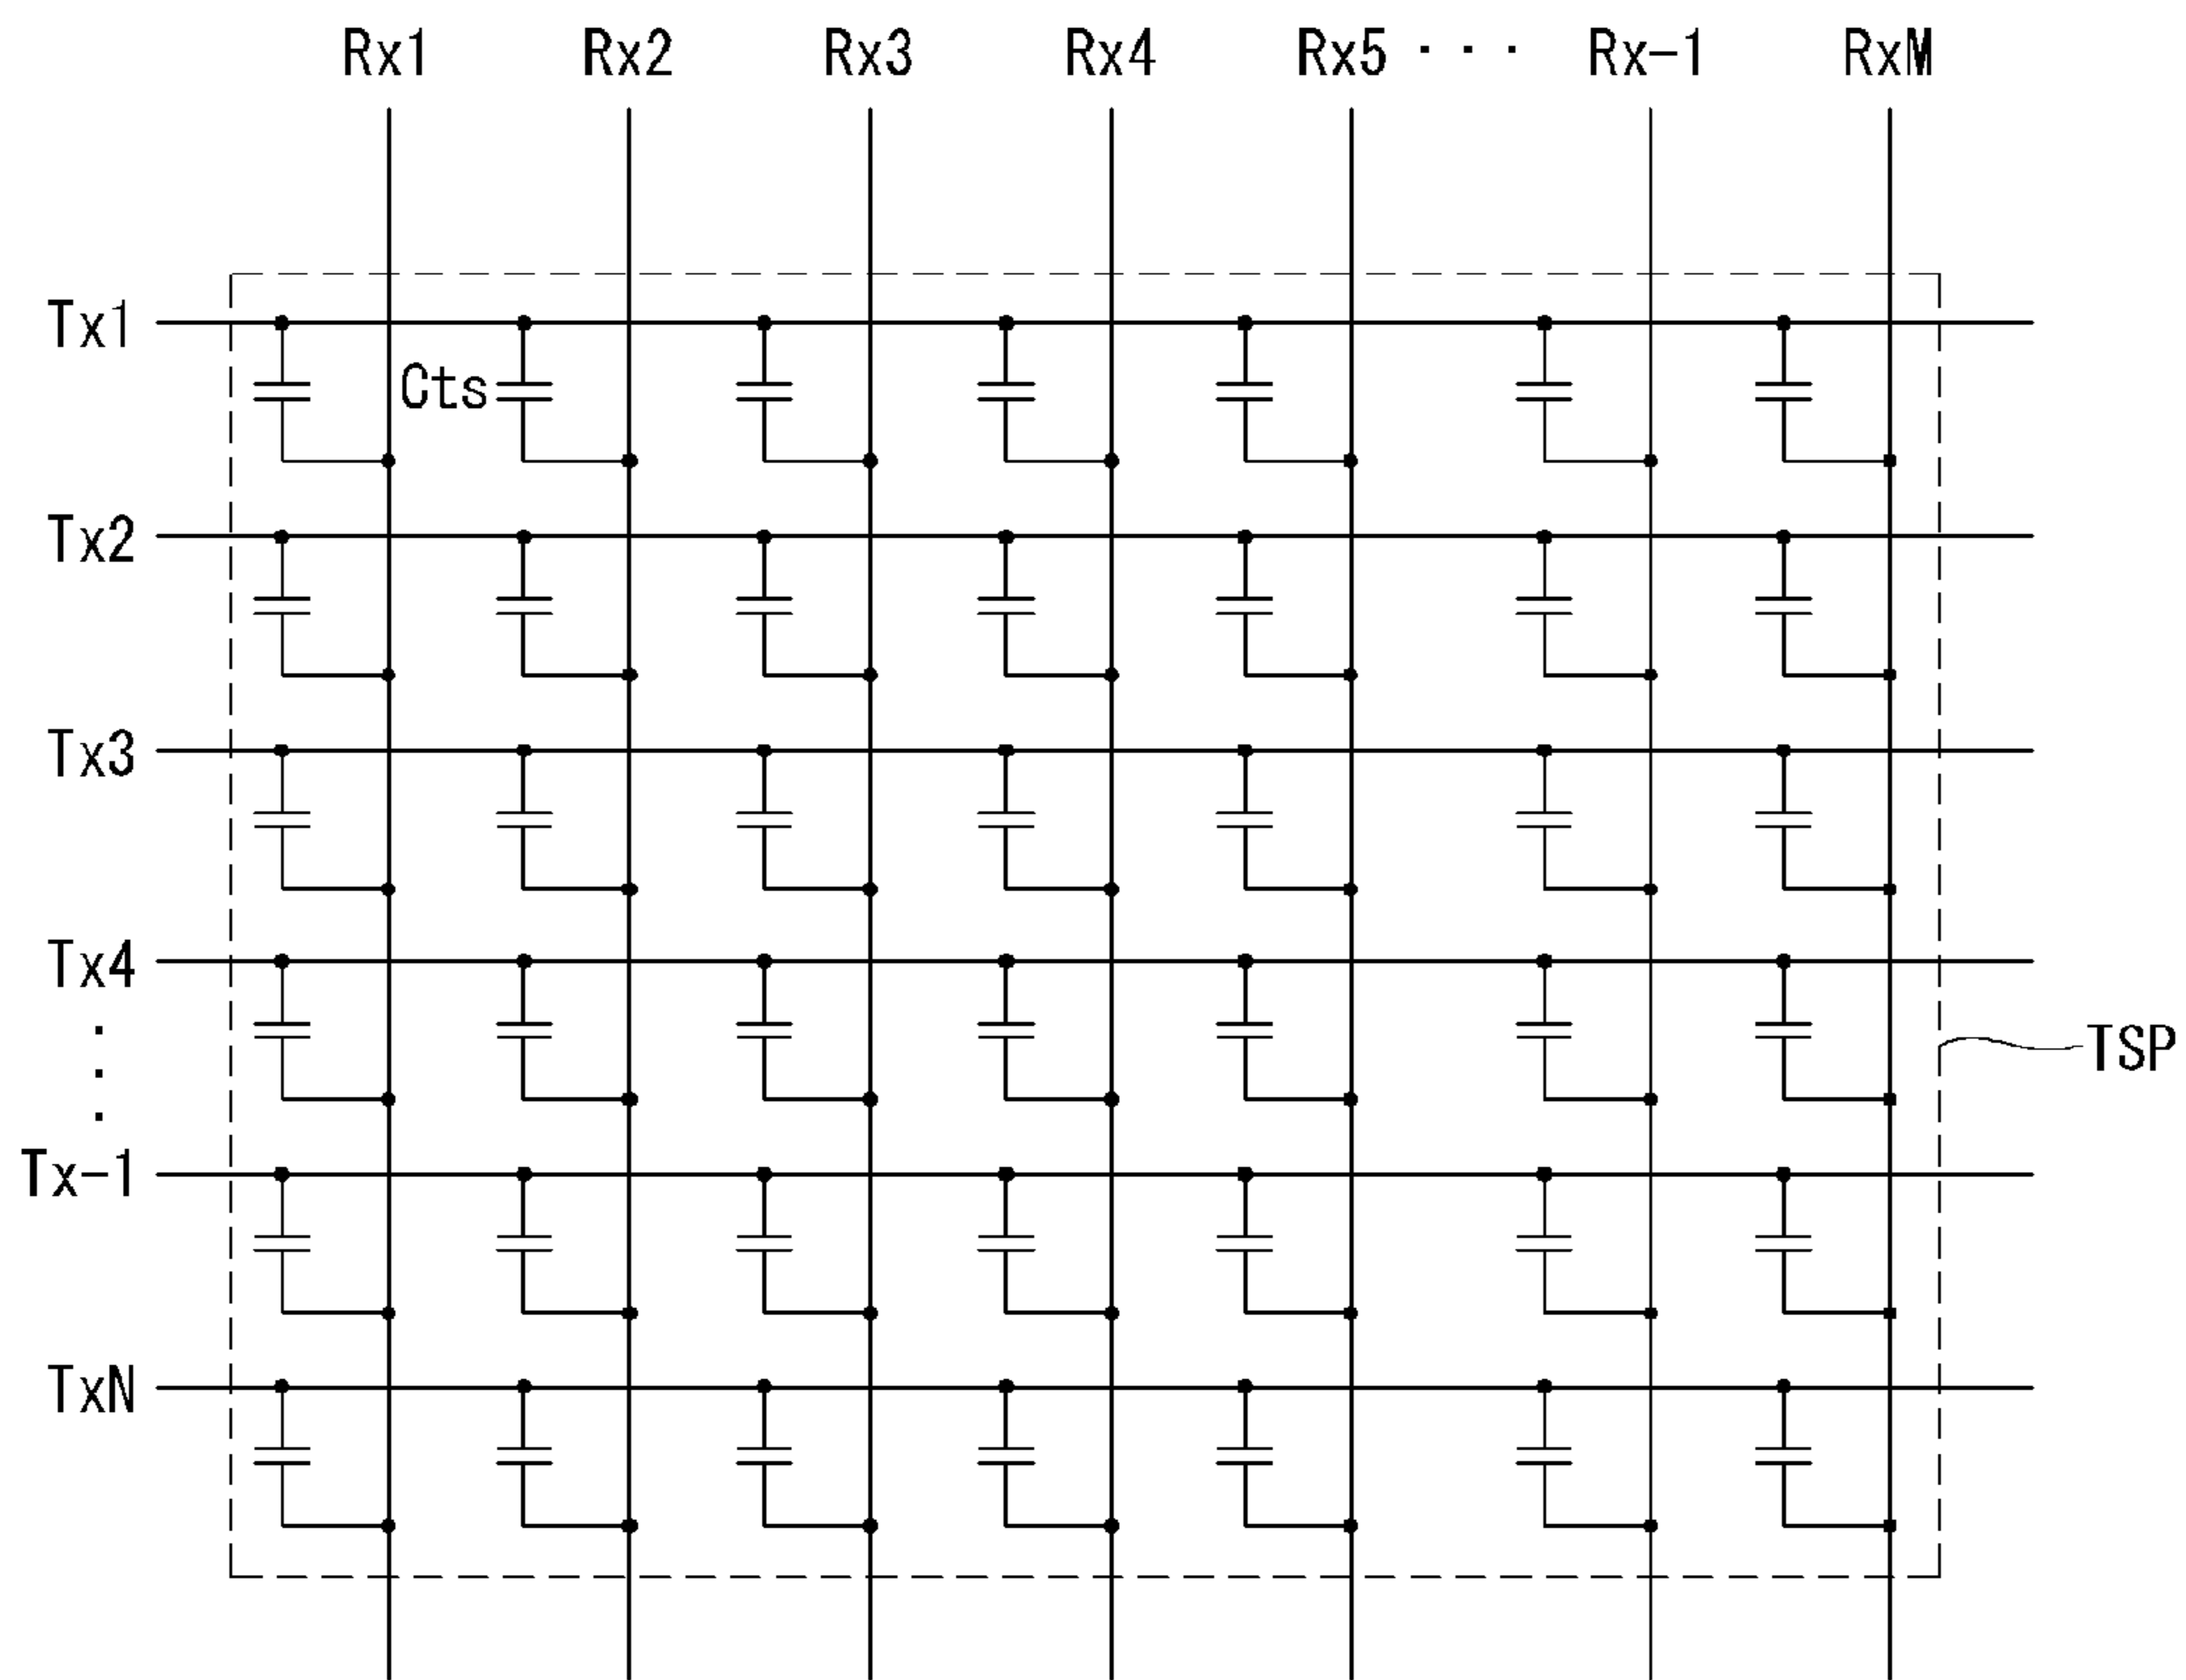 Rx1 Rx2 Rx3 Rx4 Rx5 · · · Rx-1 RxM
Tx1
Cts
Tx2
Tx3
Tx4
TSP
Tx-1
TxN